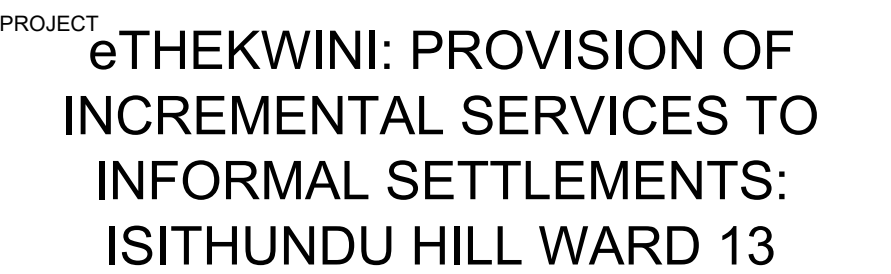 PROJECT
eTHEKWINI: PROVISION OF
INCREMENTAL SERVICES TO
INFORMAL SETTLEMENTS:
ISITHUNDU HILL WARD 13